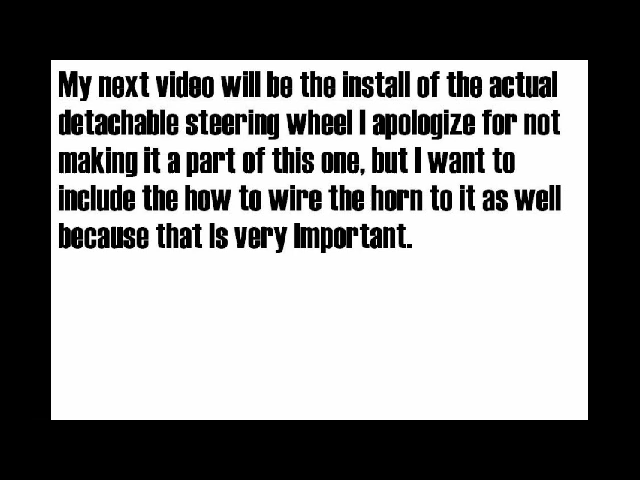 My next video will be the install of the actual
detachable steering wheel I apologize for not
making it a part of this one, but I want to
include the how to wire the horn to it as well
because that Is very Important.